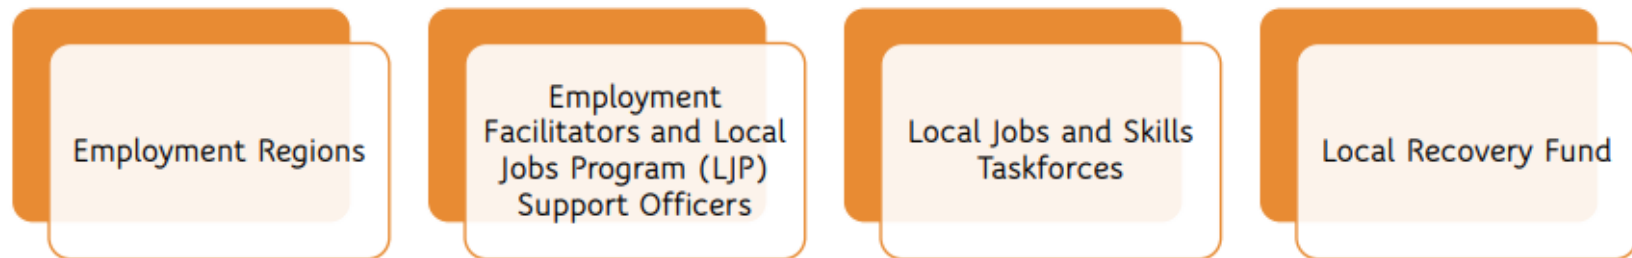 Employment Regions
Employment
Facilitators and Local
Jobs Program (LJP)
Support Officers
Local Jobs and Skills
Taskforces
Local Recovery Fund